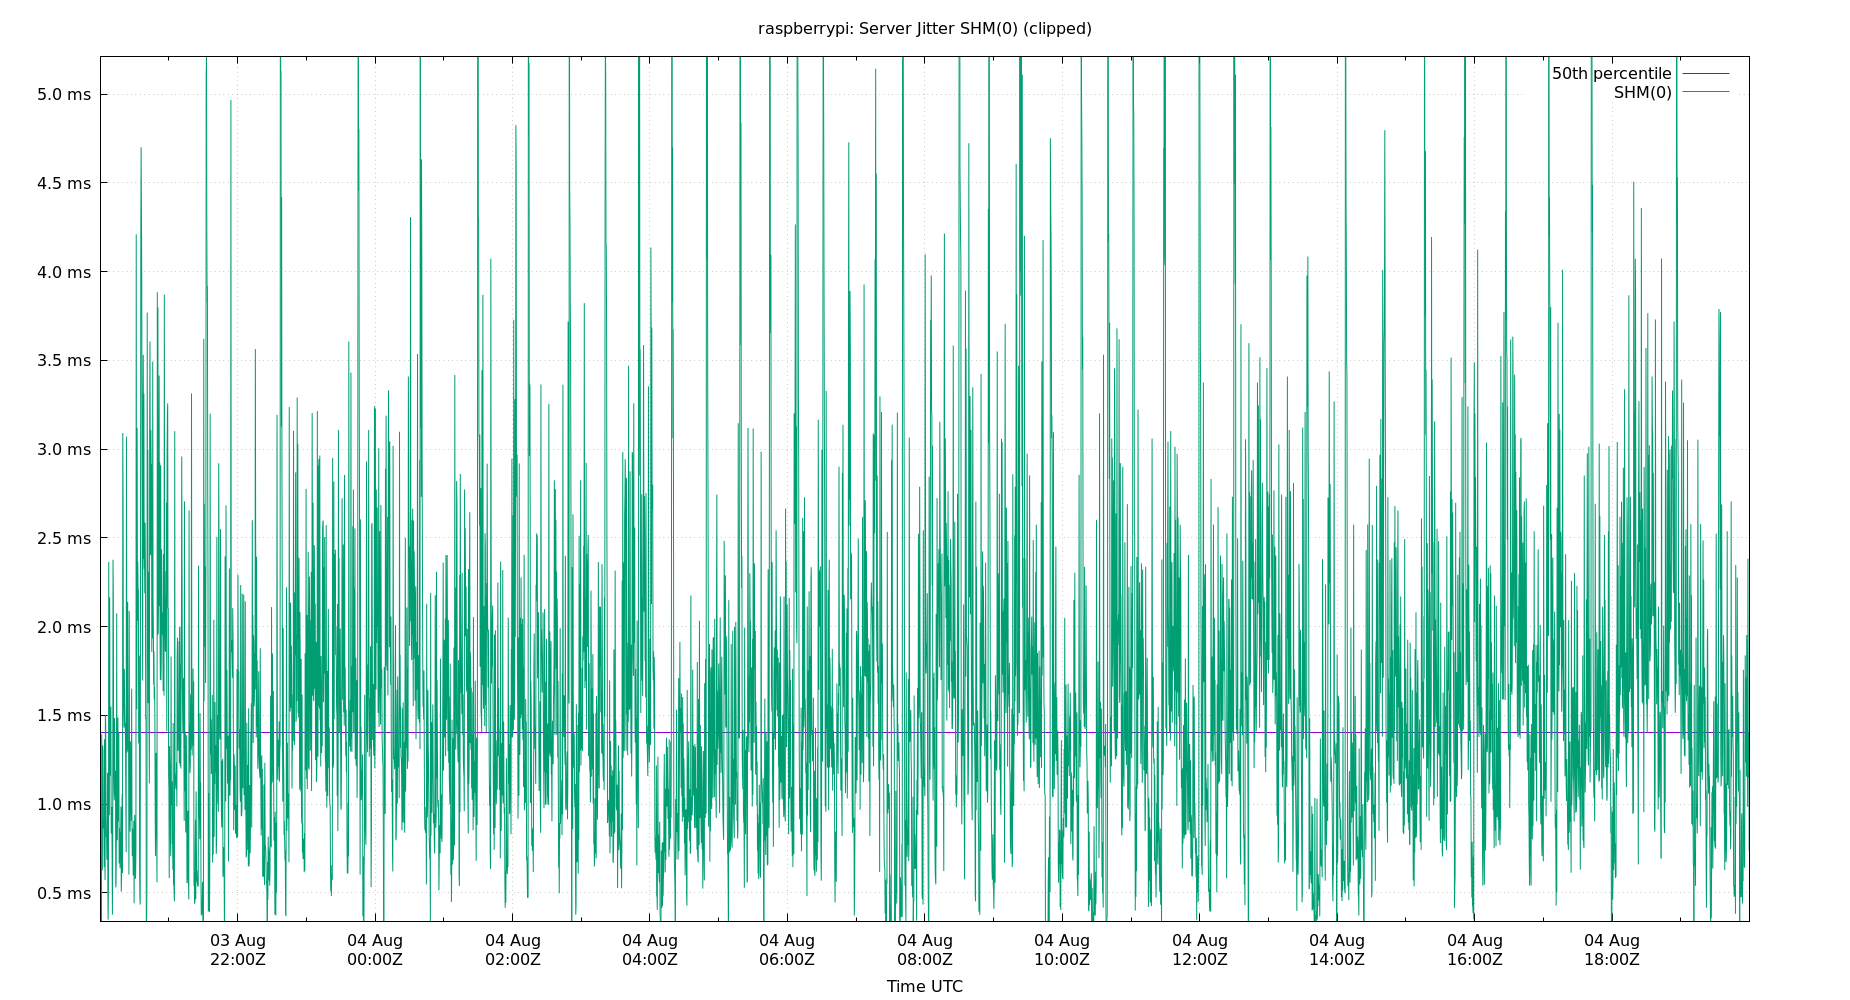 raspberrypi: Server Jitter SHM(0) (clipped)
50th percentile
SHM(0)
5.0 ms
4.5 ms
4.0 ms
3.5 ms
3.0 ms
2.5 ms
2.0 ms
1.5 ms
1.0 ms
0.5 ms
03 Aug 04 Aug 04 Aug 04 Aug 04 Aug 04 Aug 04 Aug 04 Aug 04 Aug 04 Aug 04 Aug
22:00Z 00:00Z 02:00Z 04:00Z 06:00Z 08:00Z 10:00Z 12:00Z 14:00Z 16:00Z 18:00Z
Time UTC